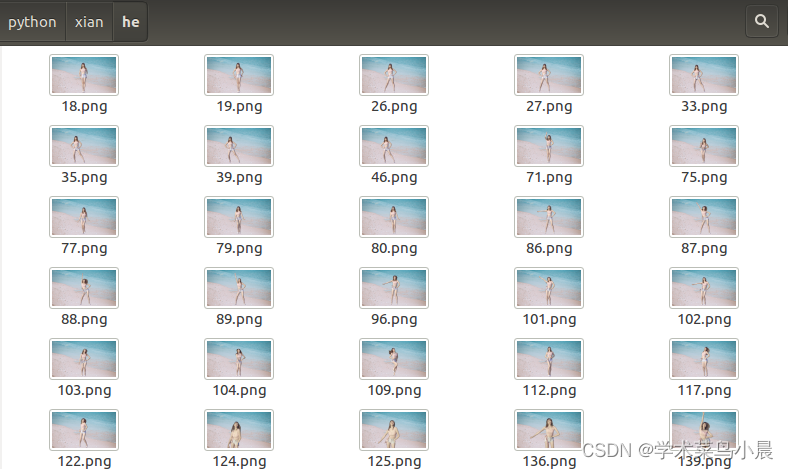 python xian he
18.png 19.png 26.png 27.png 33.png
35.png 39.png 46.png 71.png 75.png
77.png 79.png 80.png 86.png 87.png
88.png 89.png 96.png 101.png 102.png
103.png 104.png 109.png 112.png 117.png
122.png 124.png 125.png 136.png 139.png
CSDN @学术菜鸟小晨